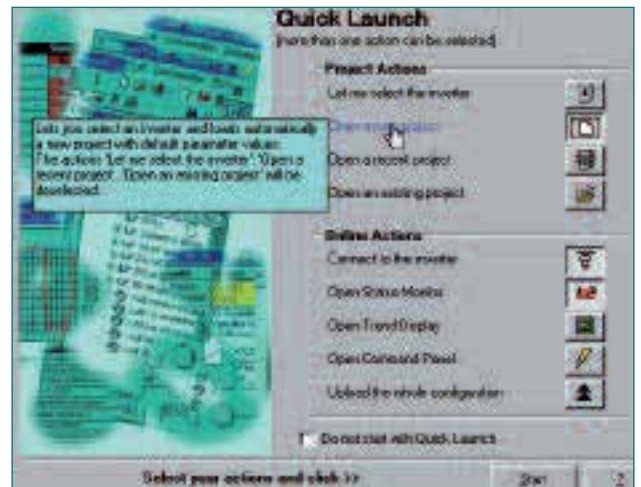 Quick Launch
(more than one action can be selected)
Project Actions
Let me select the inverter
Open a new project
Open a recent project
Open an existing project
Lets you select an Inverter and loads automatically
a new project with default parameter values:
The actions 'Let me select the inverter', 'Open a
recent project', 'Open an existing project' will be
deselected.
Online Actions
Connect to the inverter
Open Status Monitor
Open Trend Display
Open Command Panel
Upload the whole configuration
Do not start with Quick Launch
Select your actions and click >>
Start
?